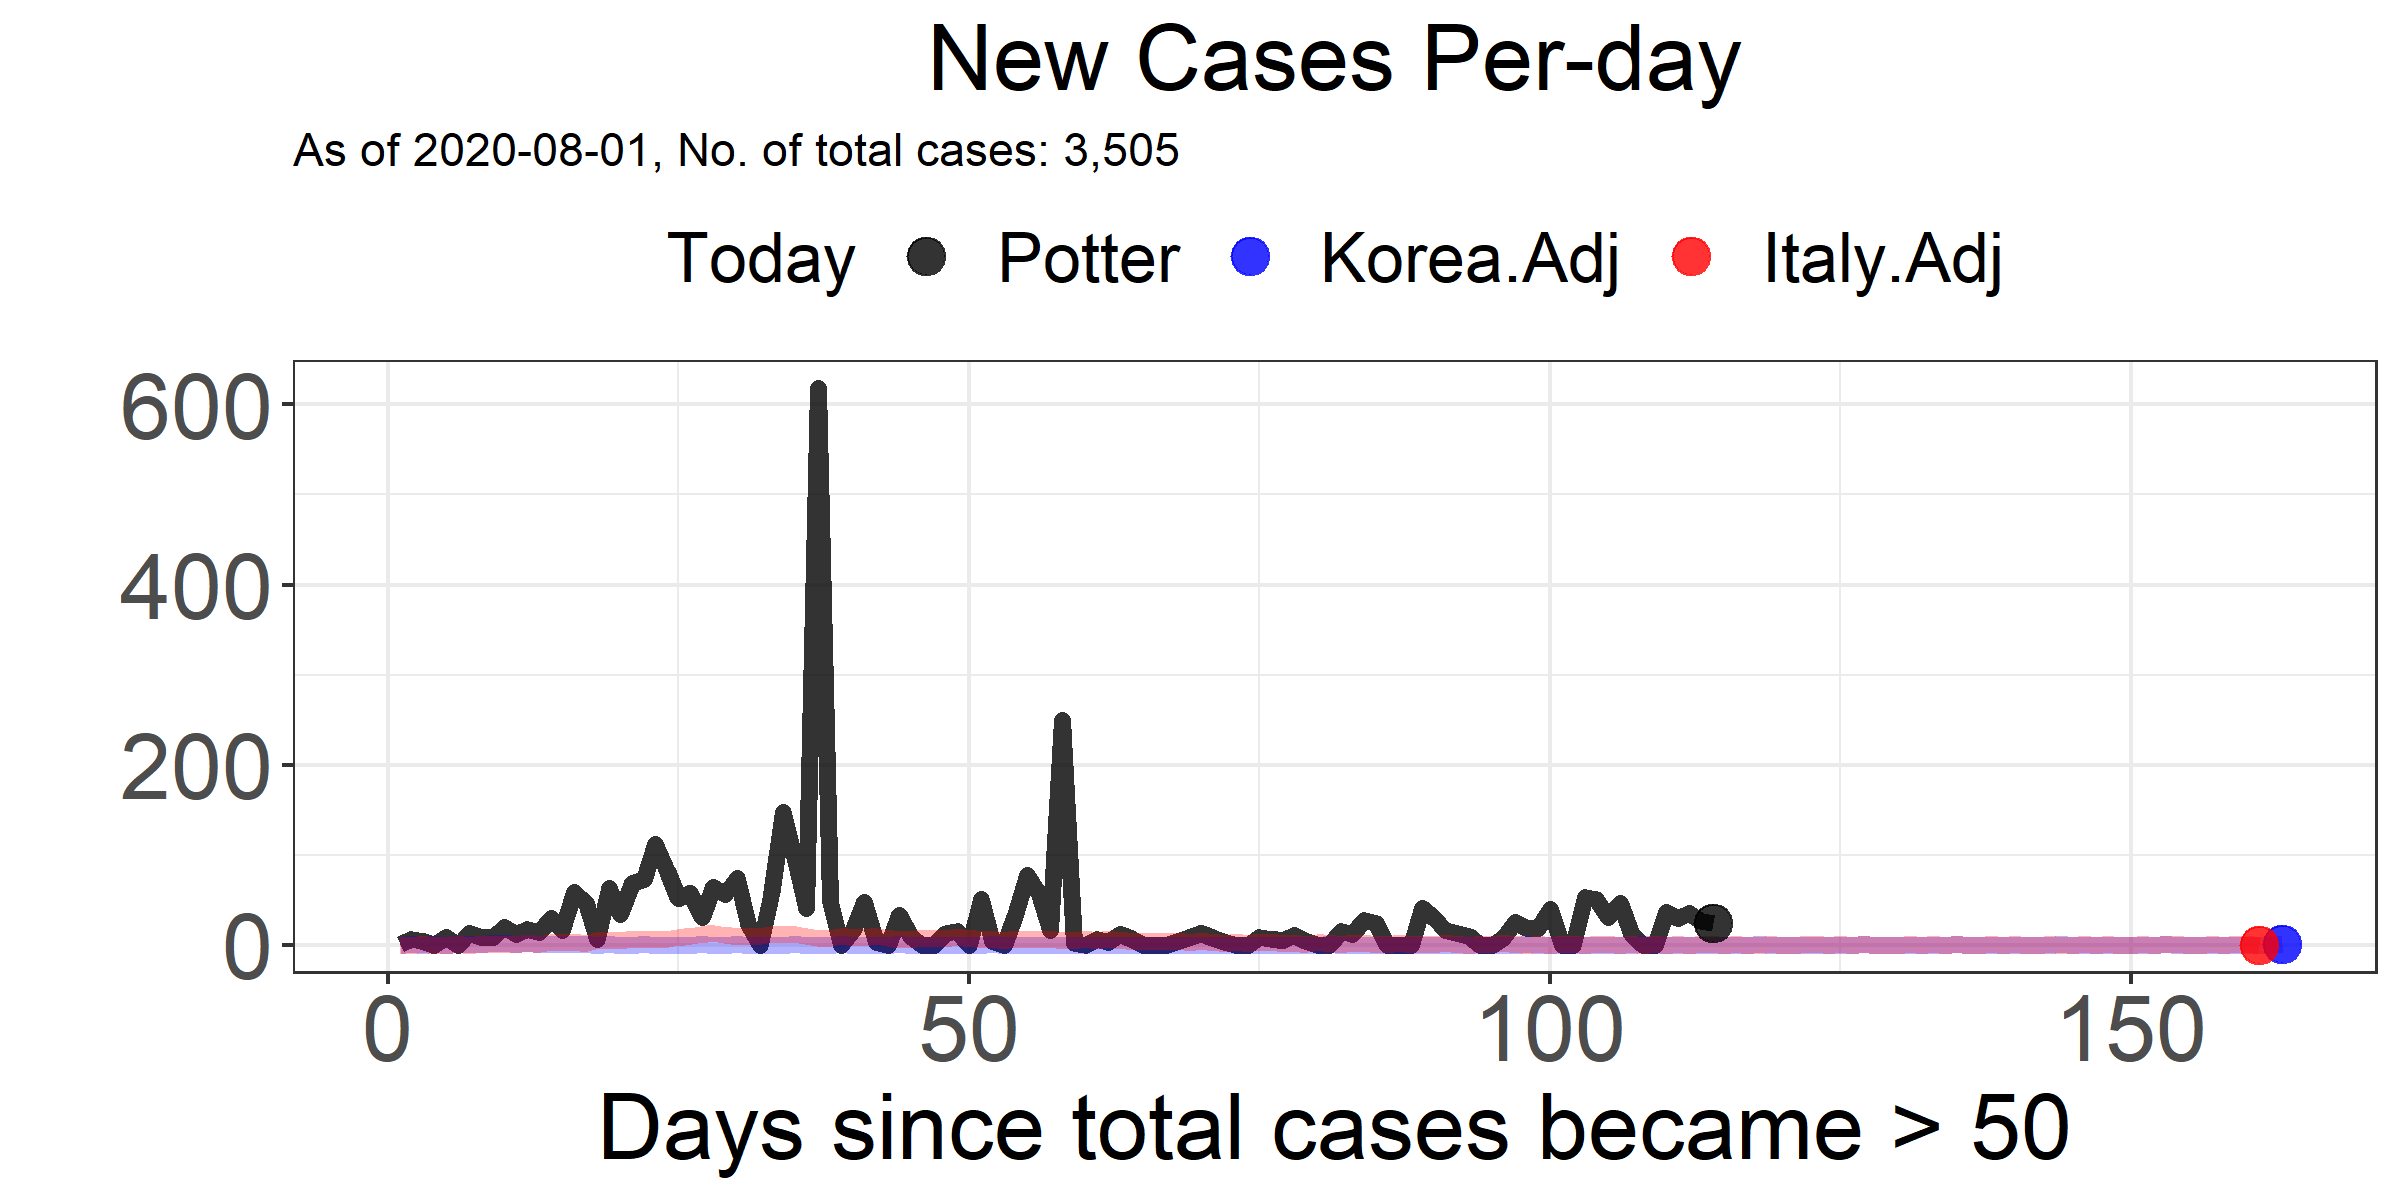 New Cases Per-day
As of 2020-08-01, No. of total cases: 3,505
Today Potter Korea.Adj Italy.Adj
600
400
200
0
0 50 100 150
Days since total cases became > 50